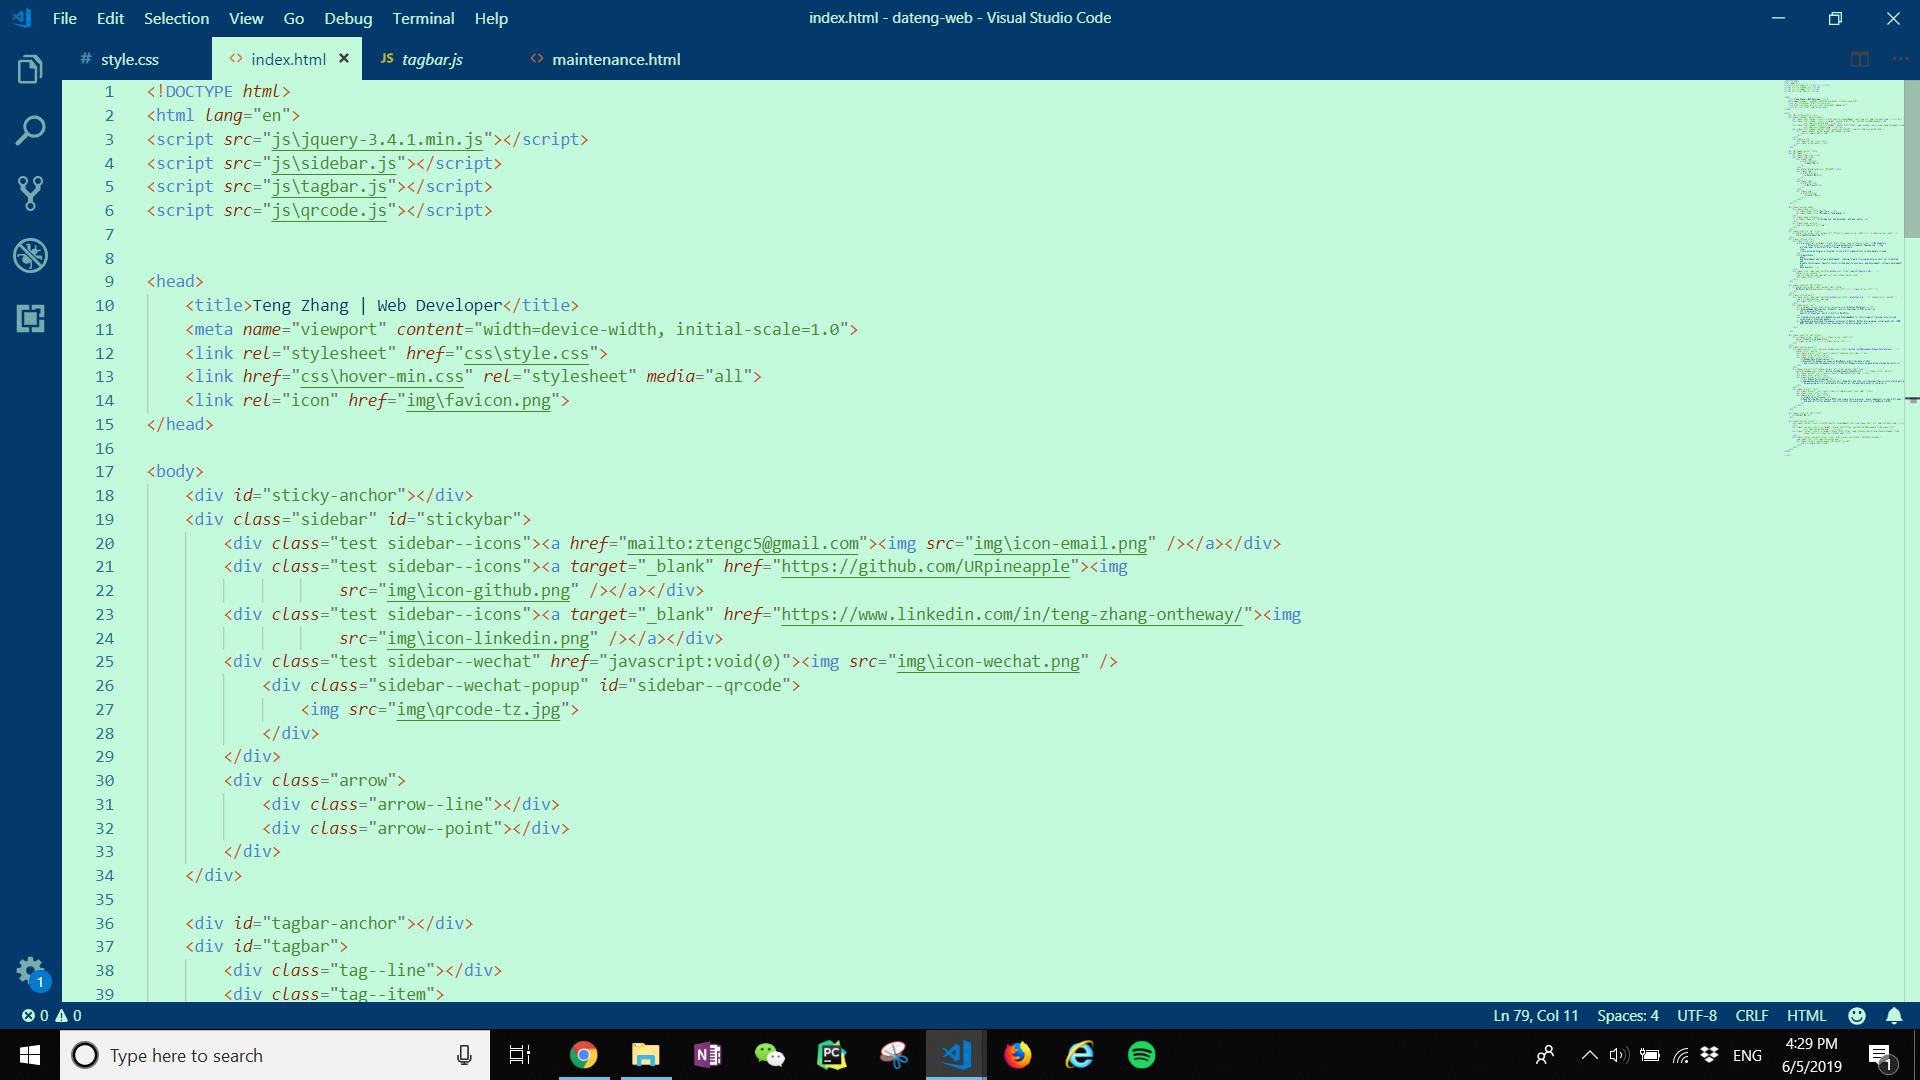 File Edit Selection View Go Debug Terminal Help
index.html - dateng-web - Visual Studio Code
# style.css
<> index.html ×
JS tagbar.js
<> maintenance.html
1 <!DOCTYPE html>
2 <html lang="en">
3 <script src="js\jquery-3.4.1.min.js"></script>
4 <script src="js\sidebar.js"></script>
5 <script src="js\tagbar.js"></script>
6 <script src="js\qrcode.js"></script>
7
8
9 <head>
10 <title>Teng Zhang | Web Developer</title>
11 <meta name="viewport" content="width=device-width, initial-scale=1.0">
12 <link rel="stylesheet" href="css\style.css">
13 <link href="css\hover-min.css" rel="stylesheet" media="all">
14 <link rel="icon" href="img\favicon.png">
15 </head>
16
17 <body>
18 <div id="sticky-anchor"></div>
19 <div class="sidebar" id="stickybar">
20 <div class="test sidebar--icons"><a href="mailto:ztengc5@gmail.com"><img src="img\icon-email.png" /></a></div>
21 <div class="test sidebar--icons"><a target="_blank" href="https://github.com/URpineapple"><img
22 src="img\icon-github.png" /></a></div>
23 <div class="test sidebar--icons"><a target="_blank" href="https://www.linkedin.com/in/teng-zhang-ontheway/"><img
24 src="img\icon-linkedin.png" /></a></div>
25 <div class="test sidebar--wechat" href="javascript:void(0)"><img src="img\icon-wechat.png" />
26 <div class="sidebar--wechat-popup" id="sidebar--qrcode">
27 <img src="img\qrcode-tz.jpg">
28 </div>
29 </div>
30 <div class="arrow">
31 <div class="arrow--line"></div>
32 <div class="arrow--point"></div>
33 </div>
34 </div>
35
36 <div id="tagbar-anchor"></div>
37 <div id="tagbar">
38 <div class="tag--line"></div>
39 <div class="tag--item">
1
0 0
Ln 79, Col 11 Spaces: 4 UTF-8 CRLF HTML
Type here to search
N
PC
ENG
4:29 PM
6/5/2019
1